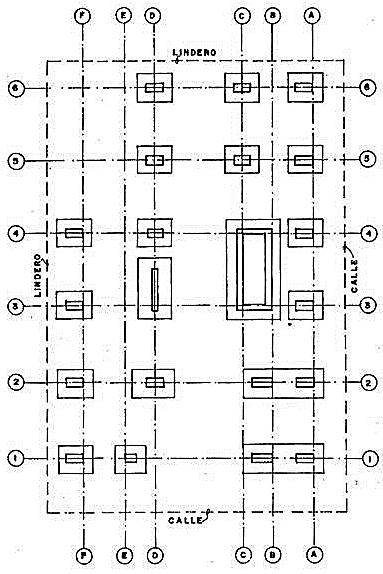 F E D C B A
LINDERO
6 6
5 5
4 4
LINDERO
CALLE
3 3
2 2
1 1
CALLE
F E D C B A